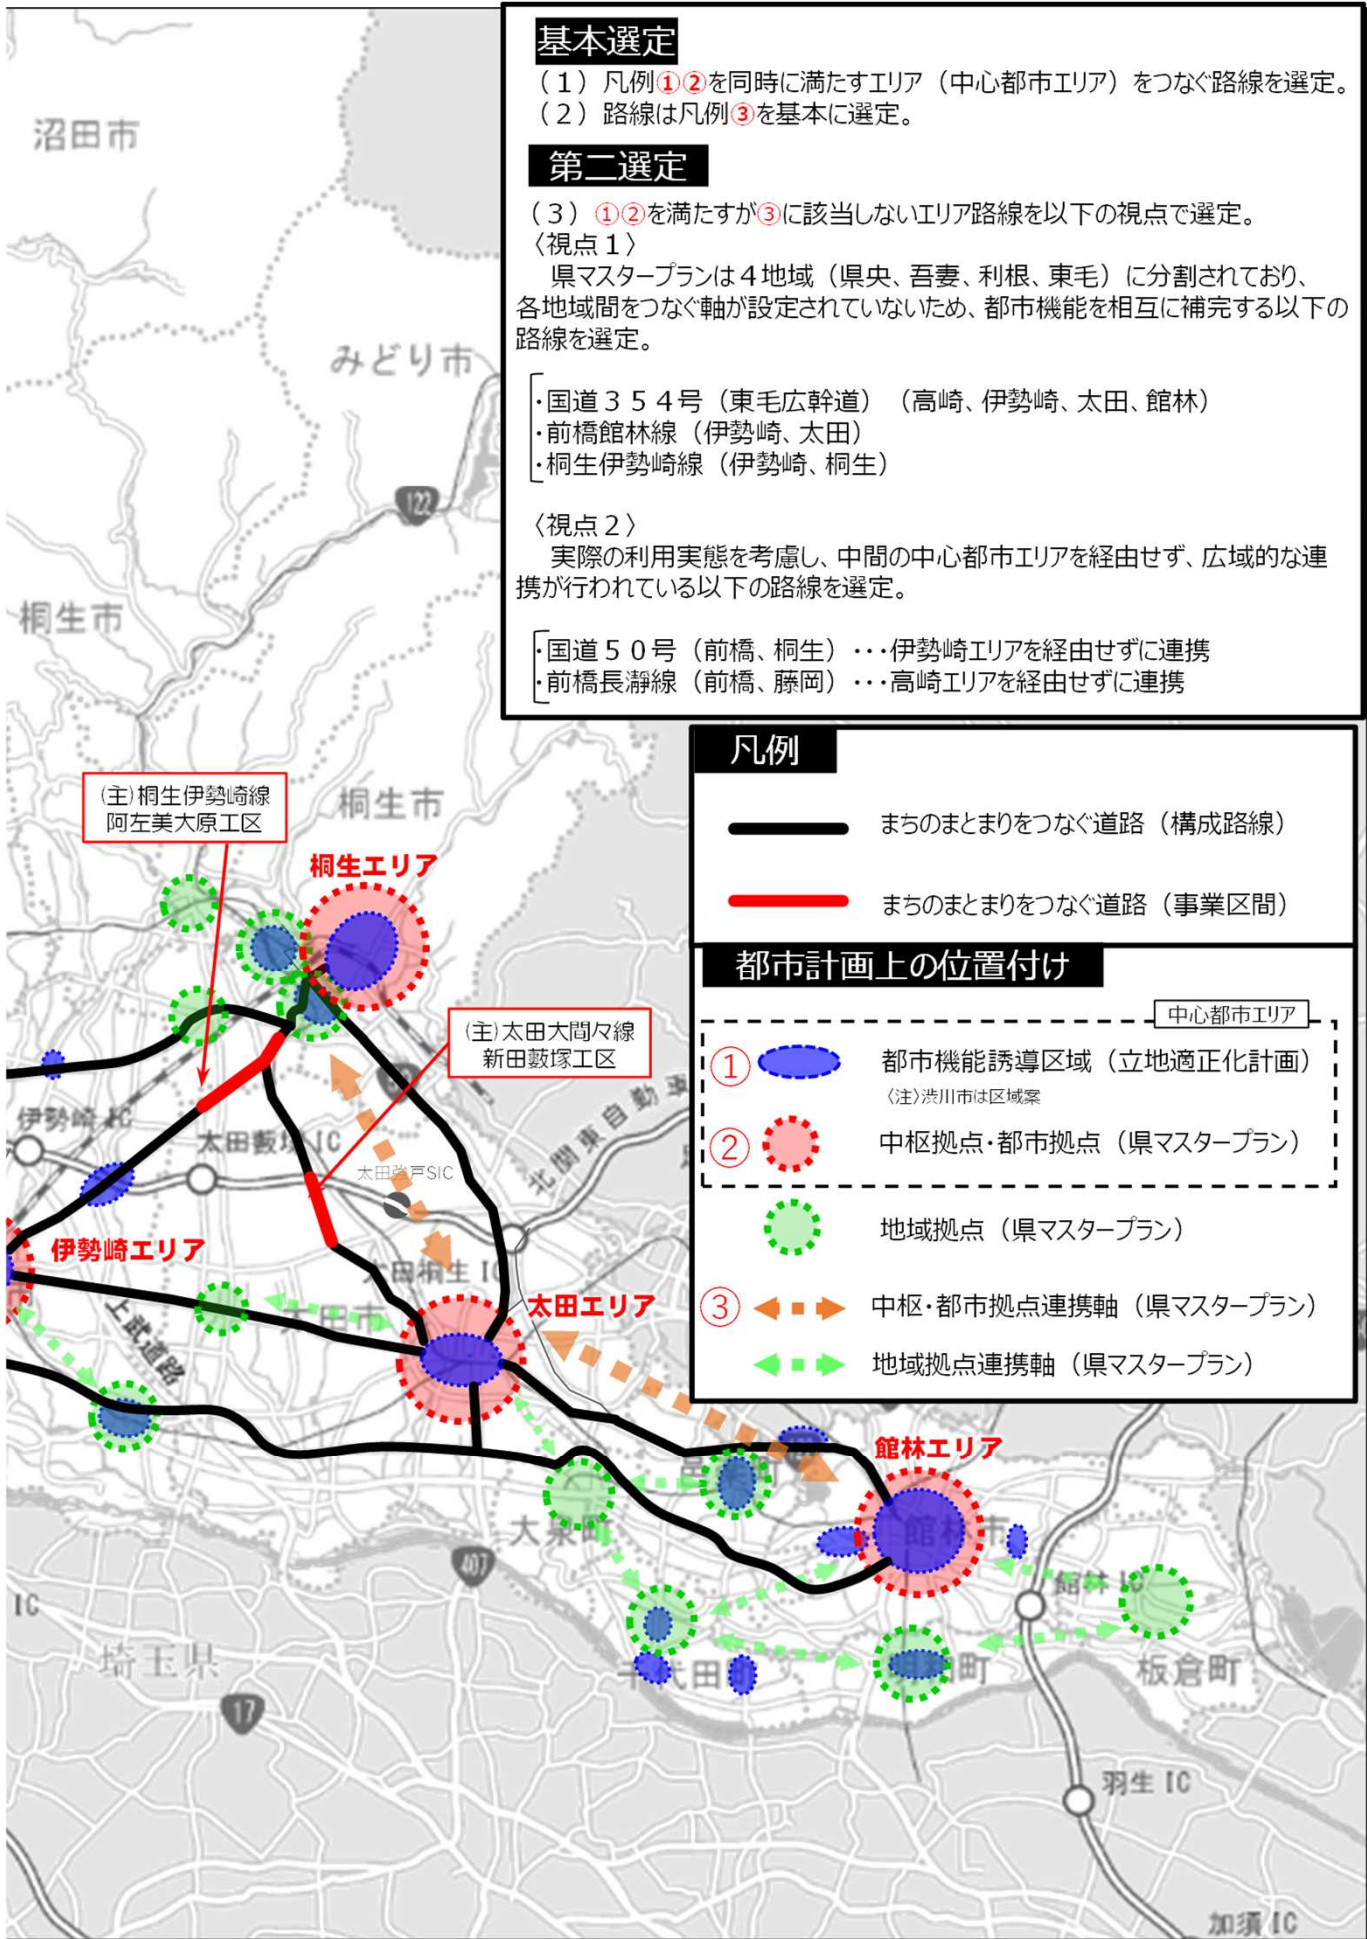 基本選定
（１）凡例①②を同時に満たすエリア（中心都市エリア）をつなぐ路線を選定。
（２）路線は凡例③を基本に選定。
第二選定
（３）①②を満たすが③に該当しないエリア路線を以下の視点で選定。
〈視点１〉
県マスタープランは４地域（県央、吾妻、利根、東毛）に分割されており、
各地域間をつなぐ軸が設定されていないため、都市機能を相互に補完する以下の
路線を選定。
・国道３５４号（東毛広幹道）（高崎、伊勢崎、太田、館林）
・前橋館林線（伊勢崎、太田）
・桐生伊勢崎線（伊勢崎、桐生）
〈視点２〉
実際の利用実態を考慮し、中間の中心都市エリアを経由せず、広域的な連
携が行われている以下の路線を選定。
・国道５０号（前橋、桐生）・・・伊勢崎エリアを経由せずに連携
・前橋長瀞線（前橋、藤岡）・・・高崎エリアを経由せずに連携
凡例
まちのまとまりをつなぐ道路（構成路線）
まちのまとまりをつなぐ道路（事業区間）
都市計画上の位置付け
中心都市エリア
① 都市機能誘導区域（立地適正化計画）
〈注〉渋川市は区域案
② 中枢拠点・都市拠点（県マスタープラン）
地域拠点（県マスタープラン）
③ 中枢・都市拠点連携軸（県マスタープラン）
地域拠点連携軸（県マスタープラン）
沼田市
みどり市
122
桐生市
(主)桐生伊勢崎線
阿左美大原工区
桐生市
桐生エリア
(主)太田大間々線
新田藪塚工区
伊勢崎 IC
太田藪塚 IC
太田強戸SIC
北関東自動
伊勢崎エリア
太田桐生 IC
太田市
太田エリア
上武道路
館林エリア
大泉町
館林市
407
館林 IC
IC
埼玉県
千代田町
町
板倉町
17
羽生 IC
加須 IC